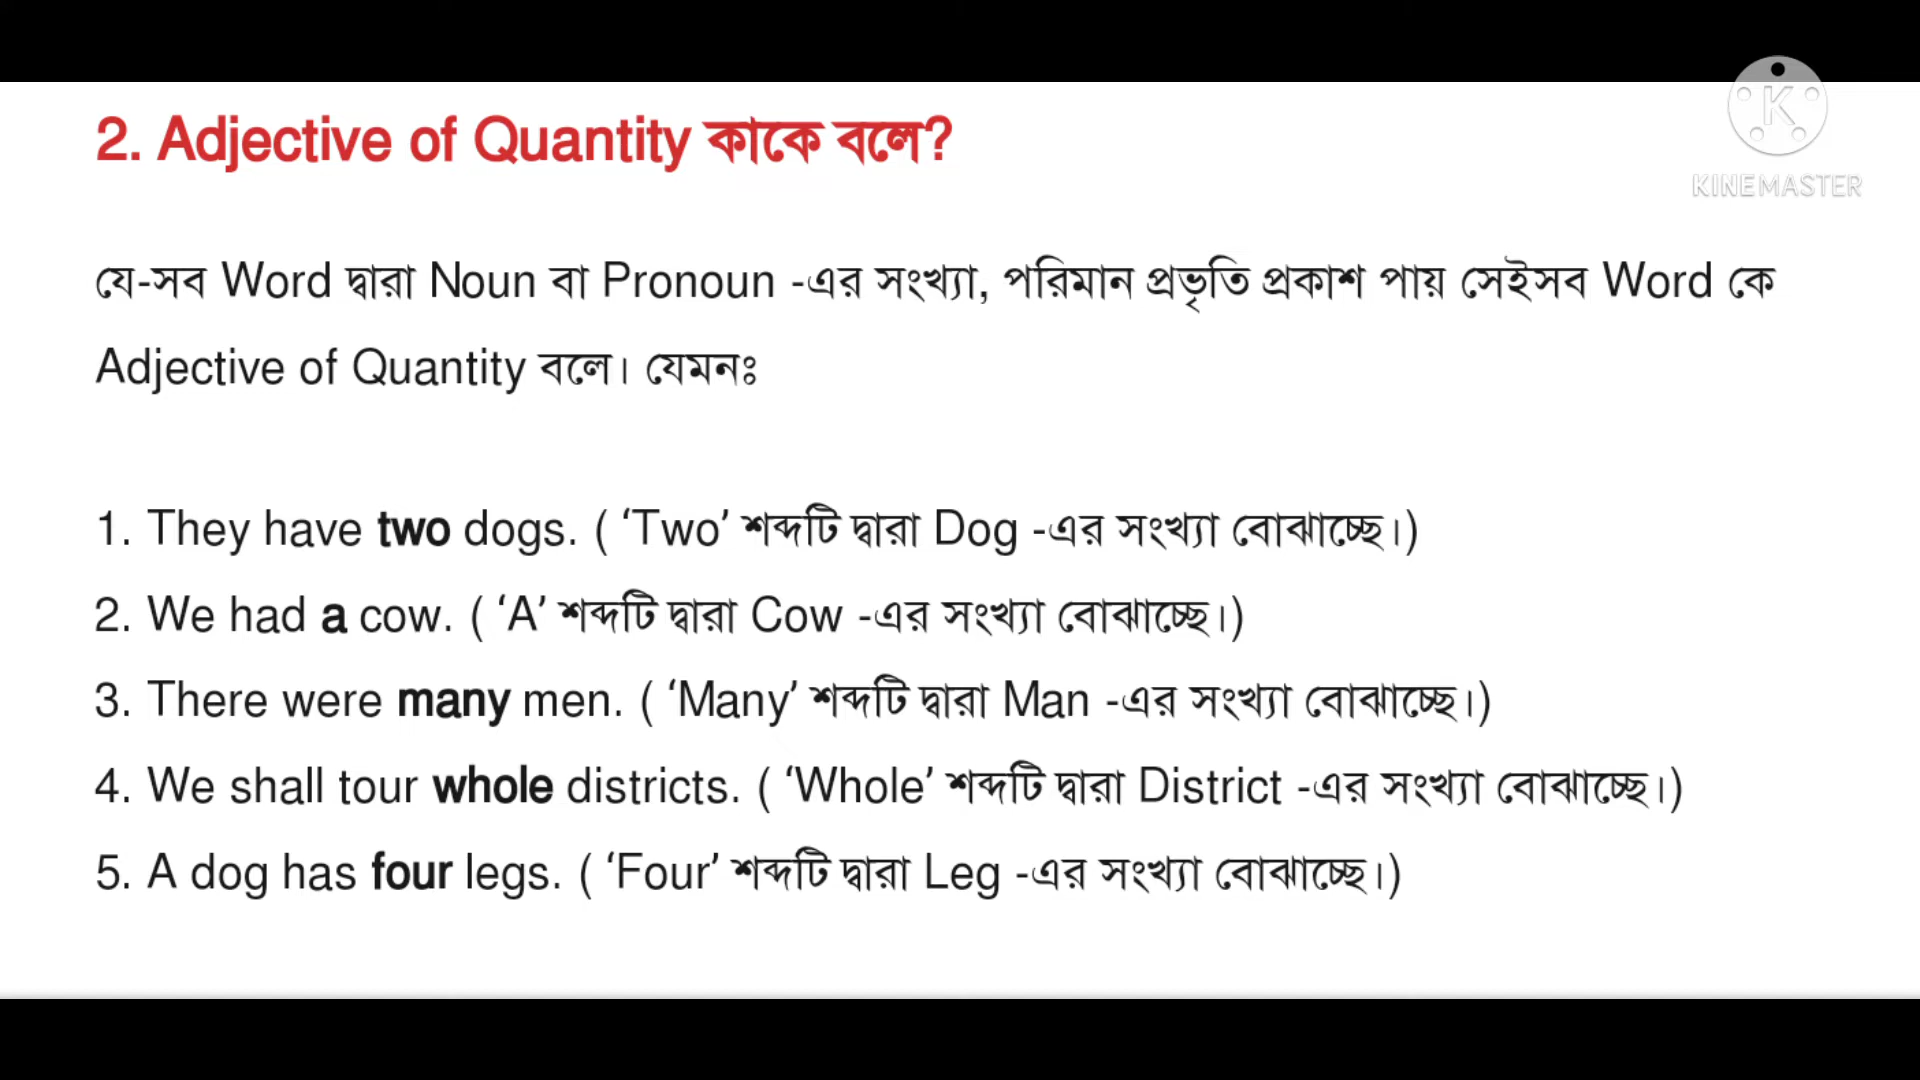 2. Adjective of Quantity কাকে বলে?
KINEMASTER
যে-সব Word দ্বারা Noun বা Pronoun -এর সংখ্যা, পরিমান প্রভৃতি প্রকাশ পায় সেইসব Word কে
Adjective of Quantity বলে। যেমনঃ
1. They have two dogs. ( ‘Two’ শব্দটি দ্বারা Dog -এর সংখ্যা বোঝাচ্ছে।)
2. We had a cow. ( ‘A’ শব্দটি দ্বারা Cow -এর সংখ্যা বোঝাচ্ছে।)
3. There were many men. ( ‘Many’ শব্দটি দ্বারা Man -এর সংখ্যা বোঝাচ্ছে।)
4. We shall tour whole districts. ( ‘Whole’ শব্দটি দ্বারা District -এর সংখ্যা বোঝাচ্ছে।)
5. A dog has four legs. ( ‘Four’ শব্দটি দ্বারা Leg -এর সংখ্যা বোঝাচ্ছে।)